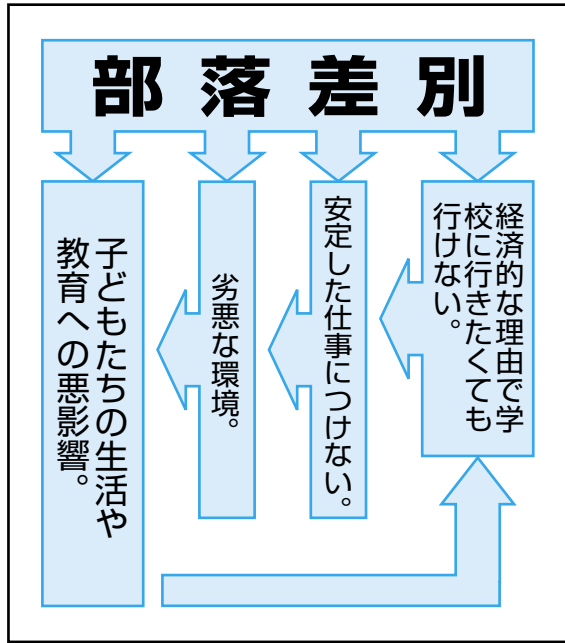 部落差別
経済的な理由で学
校に行きたくても
行けない。
安定した仕事につけない。
劣悪な環境。
子どもたちの生活や
教育への悪影響。